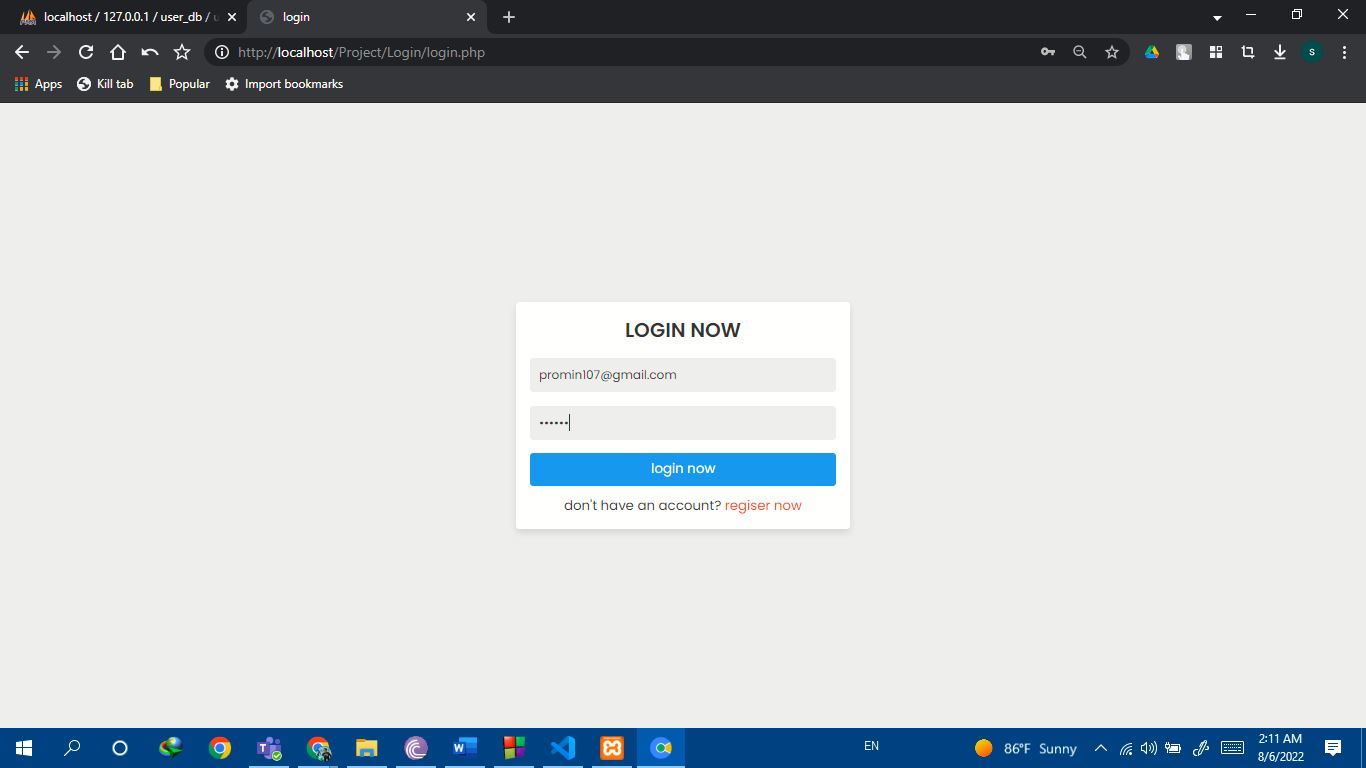 localhost / 127.0.0.1 / user_db / u
login
http://localhost/Project/Login/login.php
S
Apps
Kill tab
Popular
Import bookmarks
LOGIN NOW
promin107@gmail.com
••••••
login now
don't have an account? regiser now
EN
86°F Sunny
2:11 AM
8/6/2022